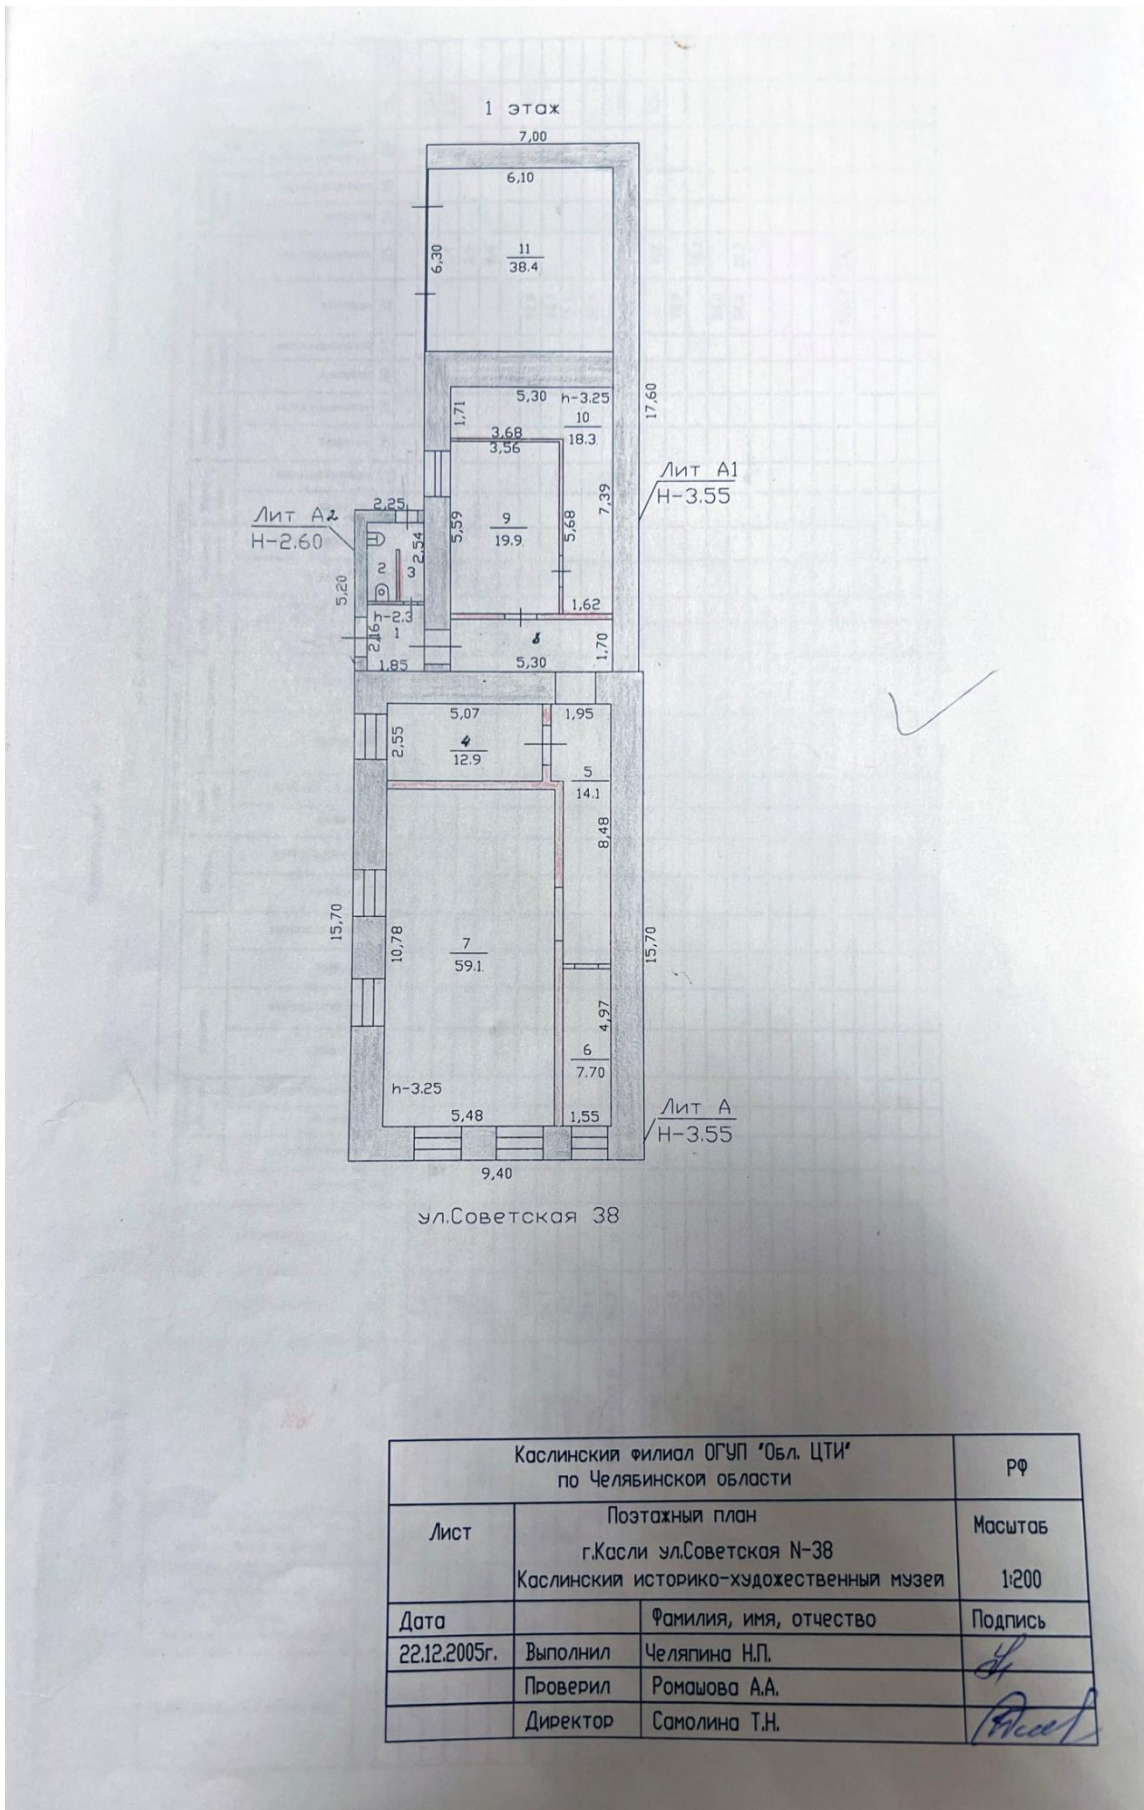 1 этаж
7,00
6,10
6,30
11
38.4
17,60
5,30
h-3.25
1,71
10
18.3
3,68
3,56
Лит А1
Н-3.55
7,39
2,25
Лит А2
Н-2.60
5,59
9
19.9
5,68
2,54
2
3
5,20
1,62
h-2.3
2,16
1
8
1,70
1,85
5,30
5,07
1,95
2,55
4
12.9
5
14.1
8,48
15,70
10,78
7
59.1
15,70
4,97
6
7.70
h-3.25
5,48
1,55
Лит А
Н-3.55
9,40
ул.Советская 38
Каслинский филиал ОГУП "Обл. ЦТИ"
по Челябинской области
РФ
Лист
Поэтажный план
г.Касли ул.Советская N-38
Каслинский историко-художественный музей
Масштаб
1:200
Дата
Фамилия, имя, отчество
Подпись
22.12.2005г.
Выполнил
Челяпина Н.П.
Проверил
Ромашова А.А.
Директор
Самолина Т.Н.